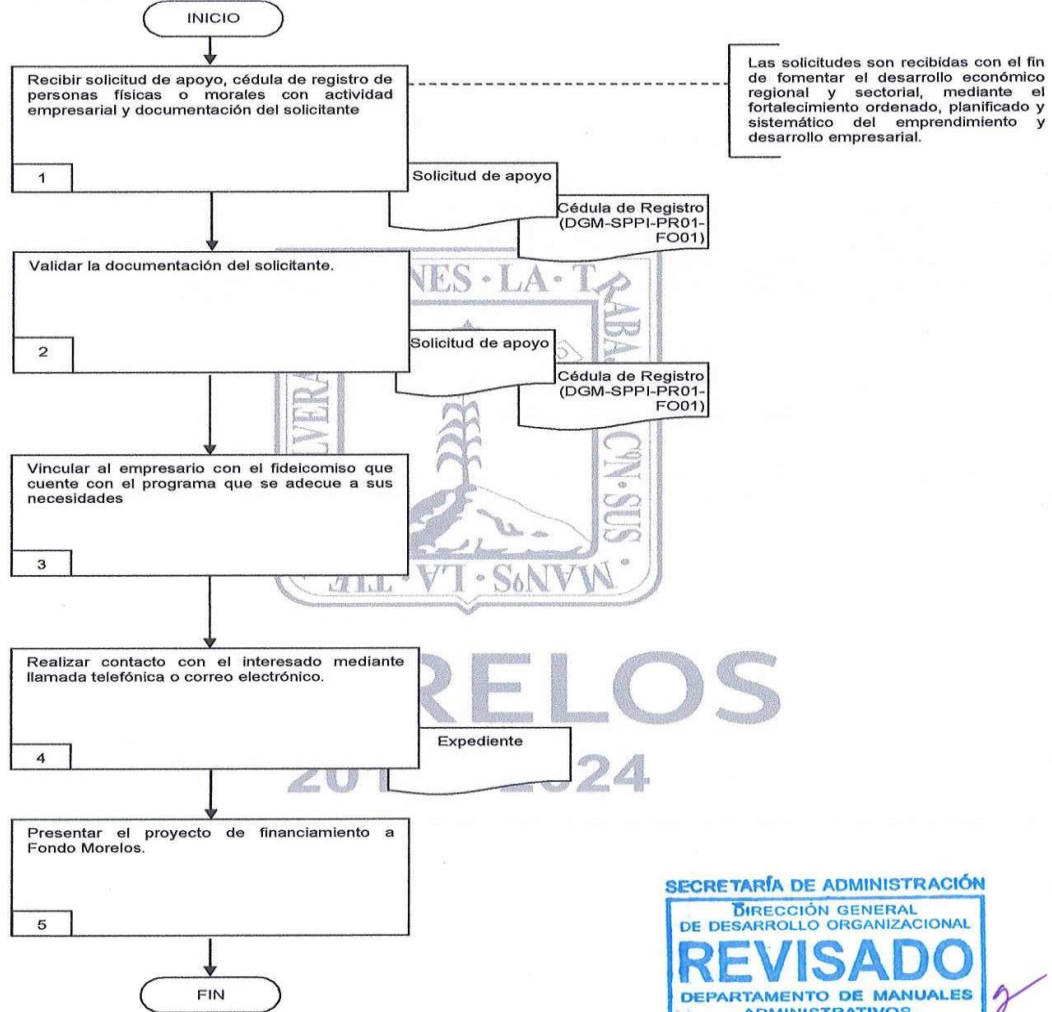 INICIO
Recibir solicitud de apoyo, cédula de registro de
personas físicas o morales con actividad
empresarial y documentación del solicitante
1
Las solicitudes son recibidas con el fin
de fomentar el desarrollo económico
regional y sectorial, mediante el
fortalecimiento ordenado, planificado y
sistemático del emprendimiento y
desarrollo empresarial.
Solicitud de apoyo
Cédula de Registro
(DGM-SPPI-PR01-
FO01)
Validar la documentación del solicitante.
2
Solicitud de apoyo
Cédula de Registro
(DGM-SPPI-PR01-
FO01)
Vincular al empresario con el fideicomiso que
cuente con el programa que se adecue a sus
necesidades
3
Realizar contacto con el interesado mediante
llamada telefónica o correo electrónico.
4
Expediente
Presentar el proyecto de financiamiento a
Fondo Morelos.
5
FIN
SECRETARÍA DE ADMINISTRACIÓN
DIRECCIÓN GENERAL
DE DESARROLLO ORGANIZACIONAL
REVISADO
DEPARTAMENTO DE MANUALES
ADMINISTRATIVOS